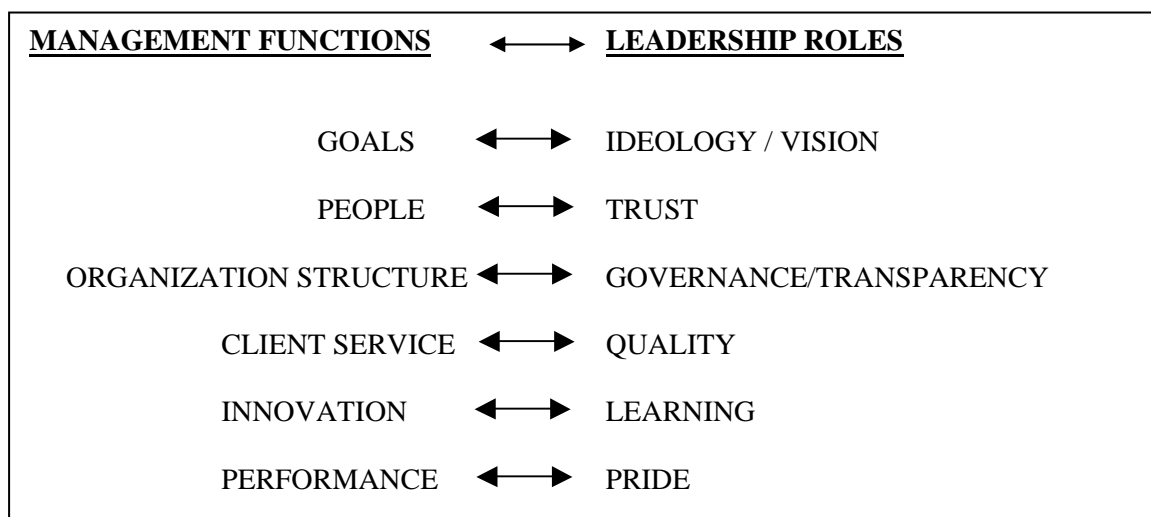 MANAGEMENT FUNCTIONS LEADERSHIP ROLES
GOALS IDEOLOGY / VISION
PEOPLE TRUST
ORGANIZATION STRUCTURE GOVERNANCE/TRANSPARENCY
CLIENT SERVICE QUALITY
INNOVATION LEARNING
PERFORMANCE PRIDE